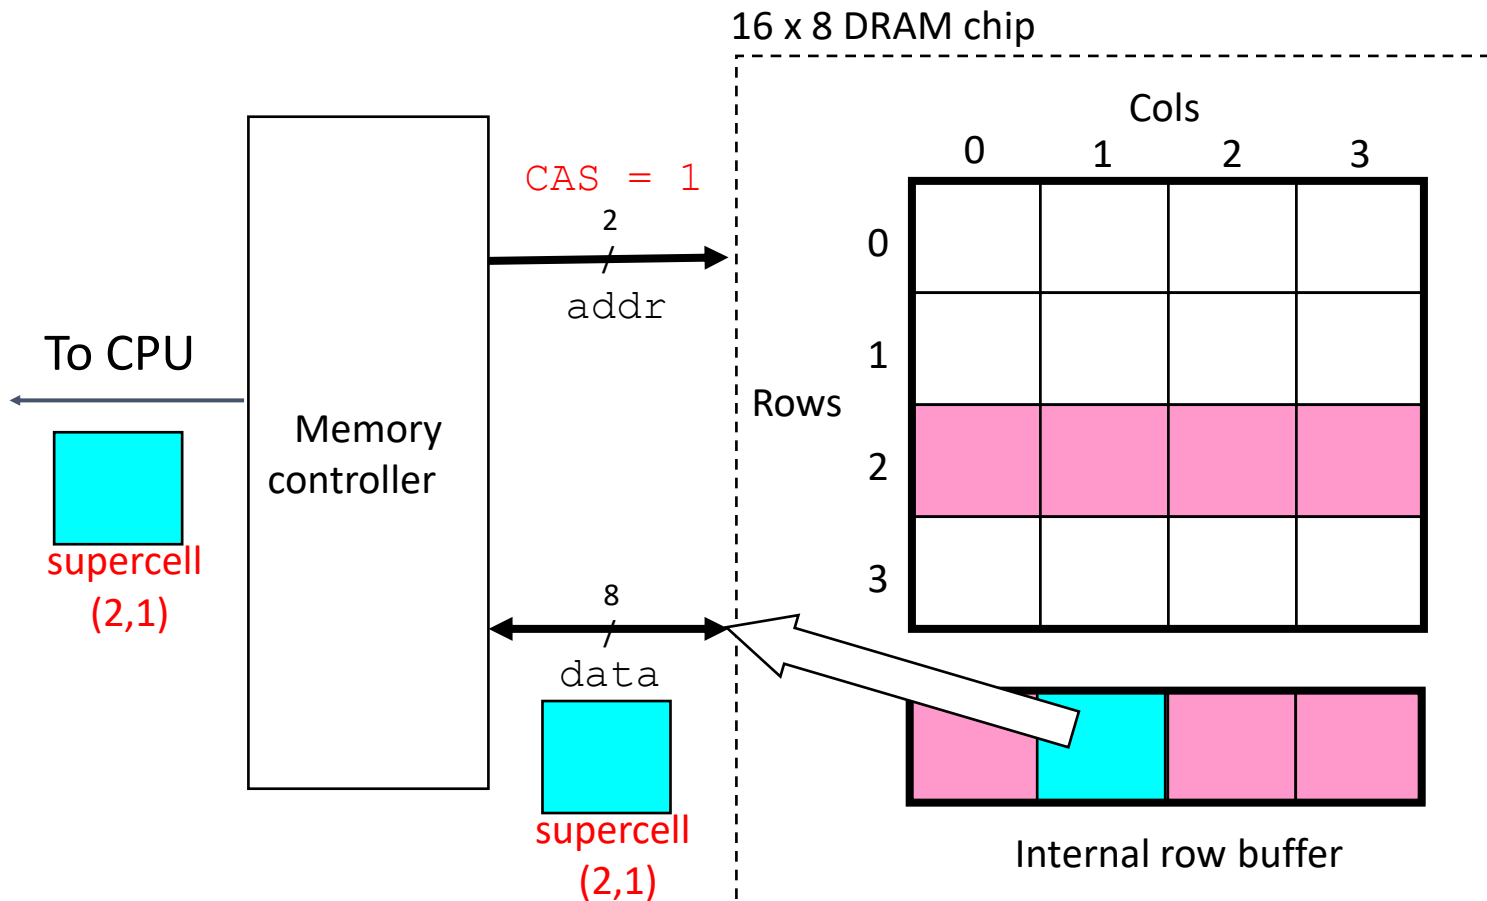 16 x 8 DRAM chip
Cols
0 1 2 3
CAS = 1
2
addr
0
1
Rows
2
3
To CPU
Memory
controller
supercell
(2,1)
8
data
supercell
(2,1)
Internal row buffer